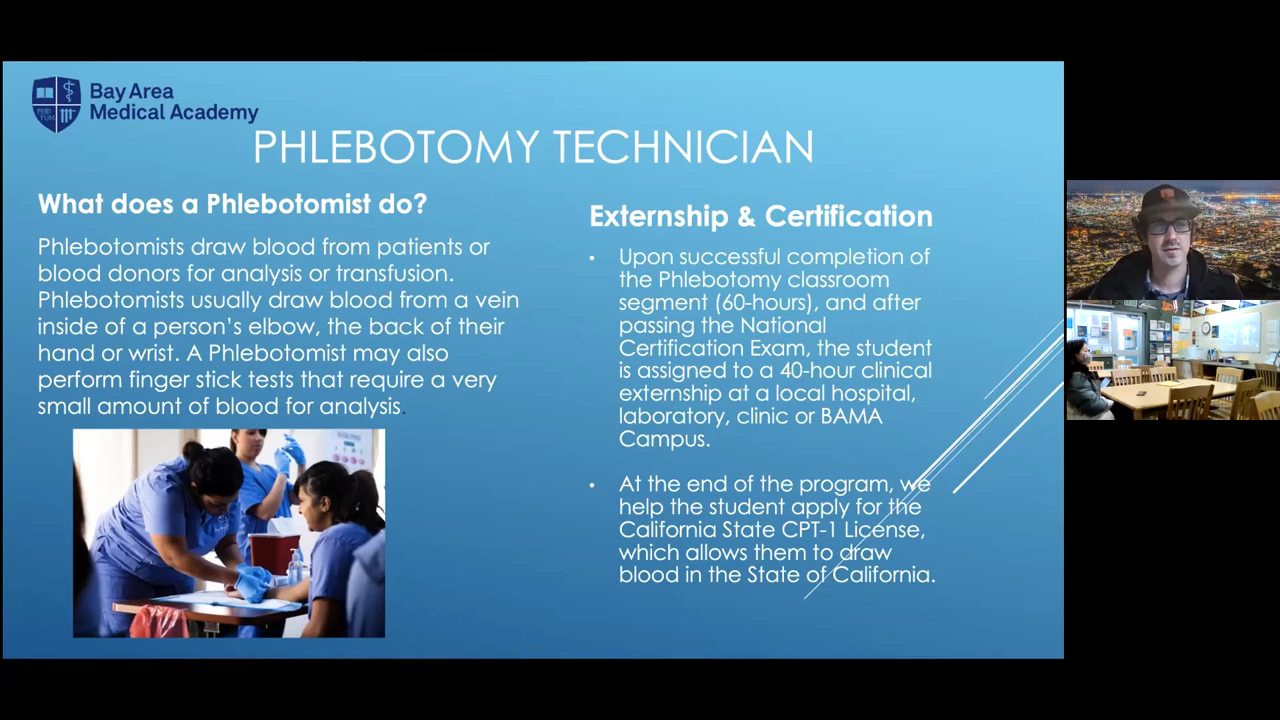 Bay Area
Medical Academy
PHLEBOTOMY TECHNICIAN
What does a Phlebotomist do?
Phlebotomists draw blood from patients or
blood donors for analysis or transfusion.
Phlebotomists usually draw blood from a vein
inside of a person's elbow, the back of their
hand or wrist. A Phlebotomist may also
perform finger stick tests that require a very
small amount of blood for analysis.
Externship & Certification
• Upon successful completion of
the Phlebotomy classroom
segment (60-hours), and after
passing the National
Certification Exam, the student
is assigned to a 40-hour clinical
externship at a local hospital,
laboratory, clinic or BAMA
Campus.
• At the end of the program, we
help the student apply for the
California State CPT-1 License,
which allows them to draw
blood in the State of California.